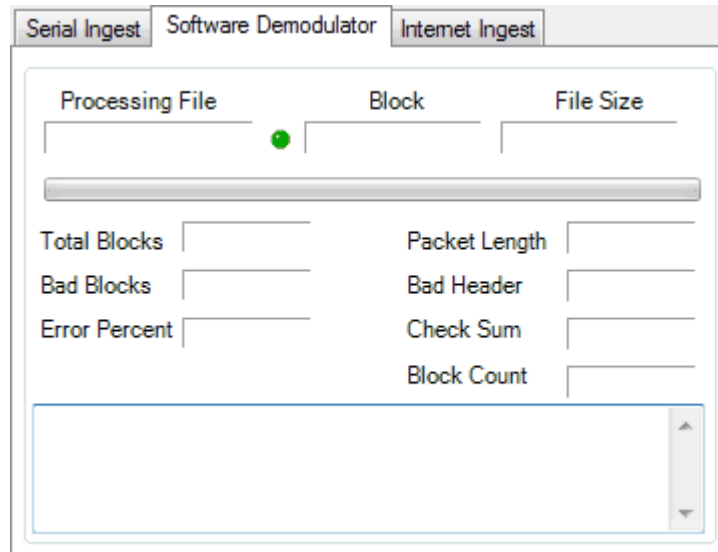 Serial Ingest Software Demodulator Internet Ingest
Processing File Block File Size
Total Blocks Packet Length
Bad Blocks Bad Header
Error Percent Check Sum
Block Count